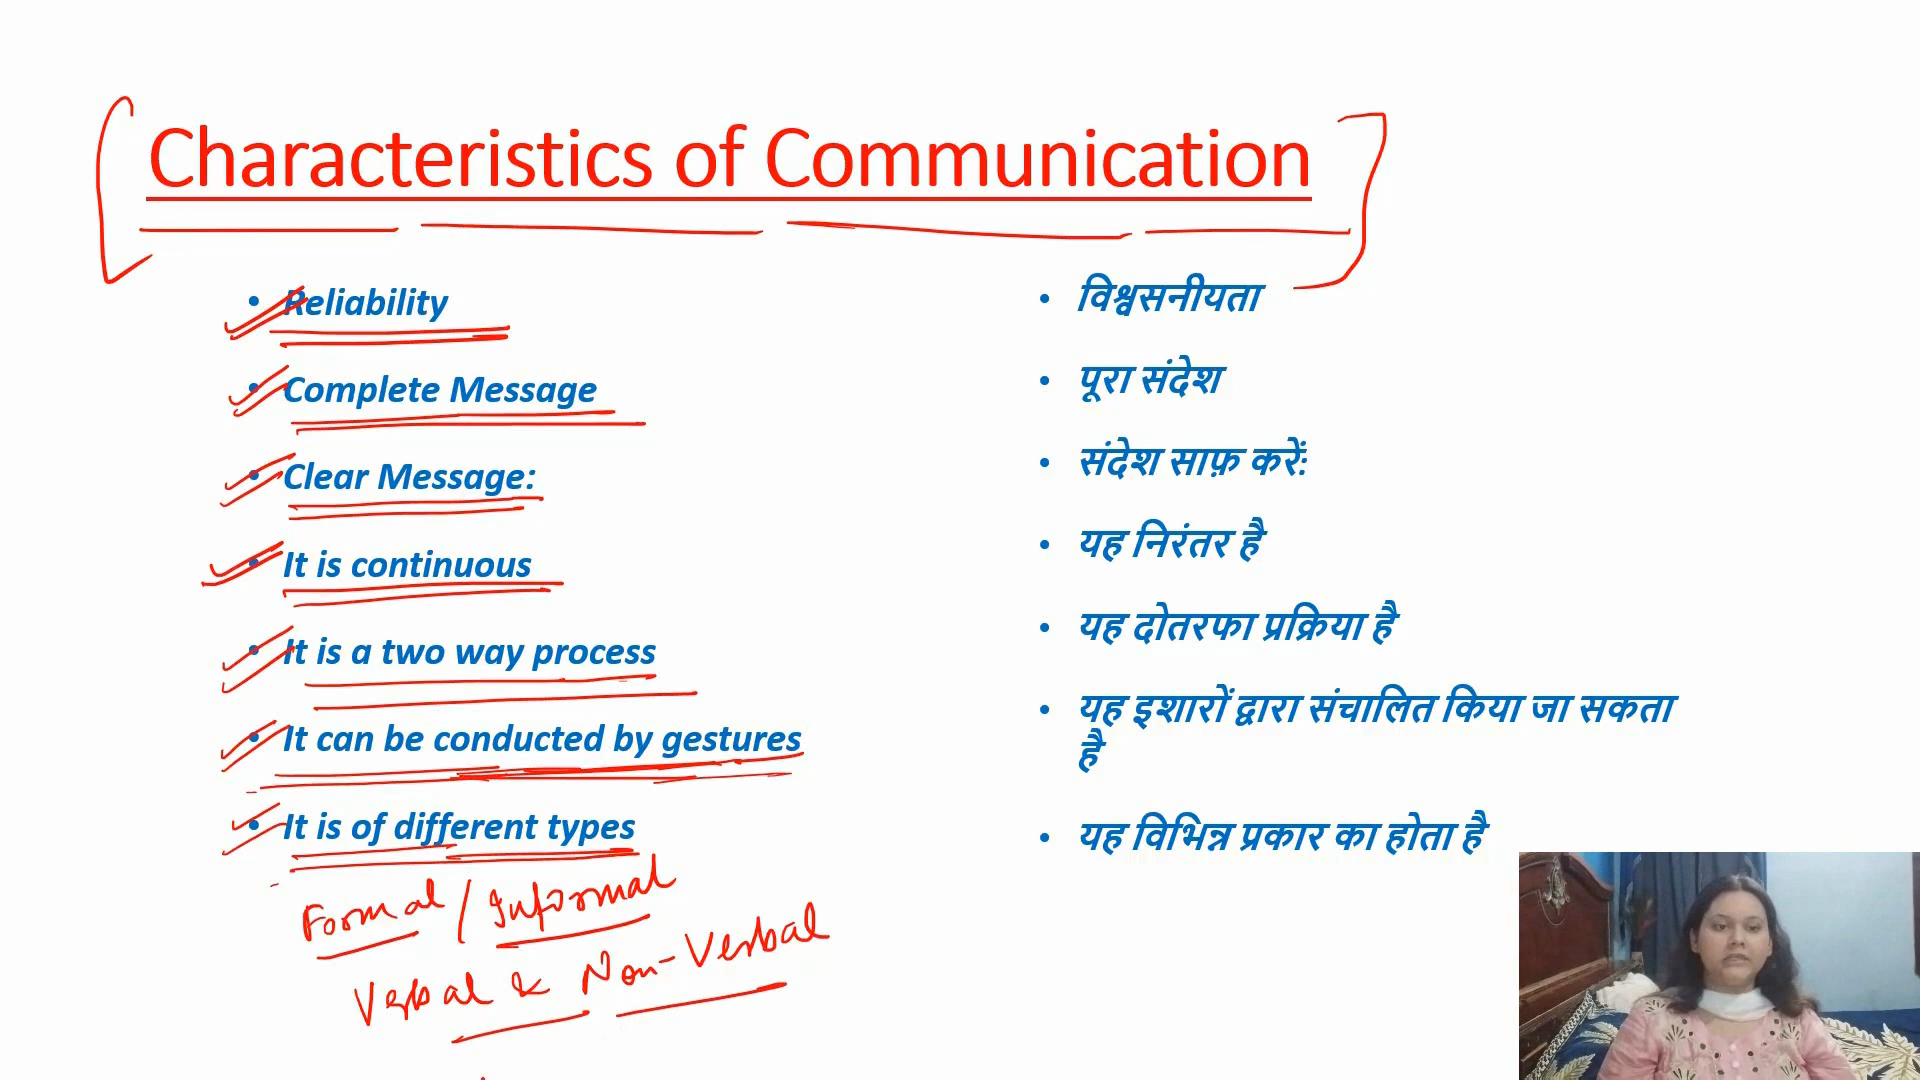 Characteristics of Communication
• Reliability
• Complete Message
• Clear Message:
• It is continuous
• It is a two way process
• It can be conducted by gestures
• It is of different types
Formal / Informal
Verbal & Non-Verbal
• विश्वसनीयता
• पूरा संदेश
• संदेश साफ़ करें:
• यह निरंतर है
• यह दोतरफा प्रक्रिया है
• यह इशारों द्वारा संचालित किया जा सकता
है
• यह विभिन्न प्रकार का होता है